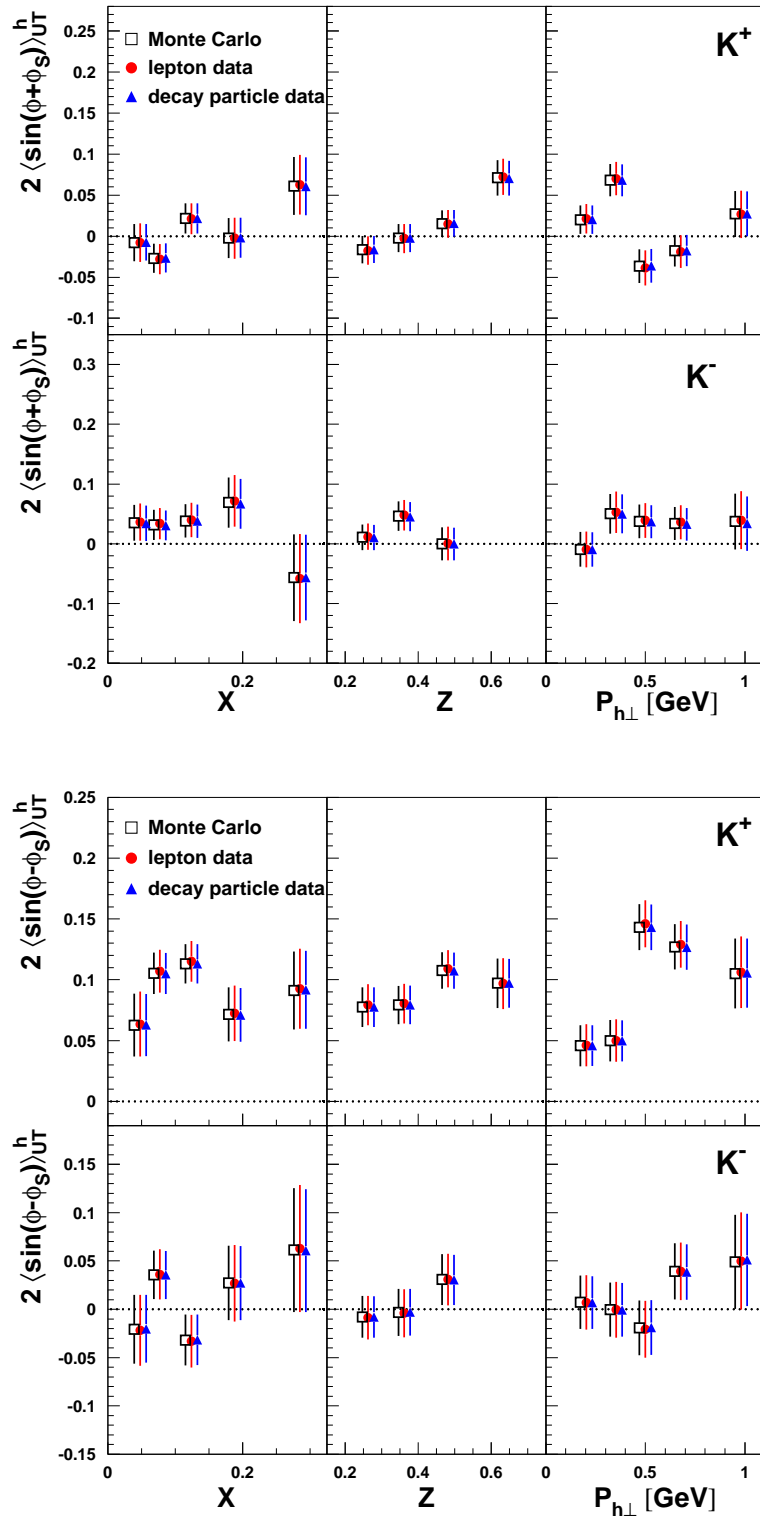 2 ⟨sin(ϕ+ϕS)⟩hUT
0.25
0.2
0.15
0.1
0.05
0
-0.05
-0.1
Monte Carlo
lepton data
decay particle data
K+
2 ⟨sin(ϕ+ϕS)⟩hUT
0.3
0.2
0.1
0
-0.1
-0.2
K-
0 0.2
0.2 0.4 0.6
0 0.5 1
X
Z
Ph⊥ [GeV]
2 ⟨sin(ϕ-ϕS)⟩hUT
0.25
0.2
0.15
0.1
0.05
0
Monte Carlo
lepton data
decay particle data
K+
2 ⟨sin(ϕ-ϕS)⟩hUT
0.15
0.1
0.05
0
-0.05
-0.1
-0.15
K-
0 0.2
0.2 0.4 0.6
0 0.5 1
X
Z
Ph⊥ [GeV]